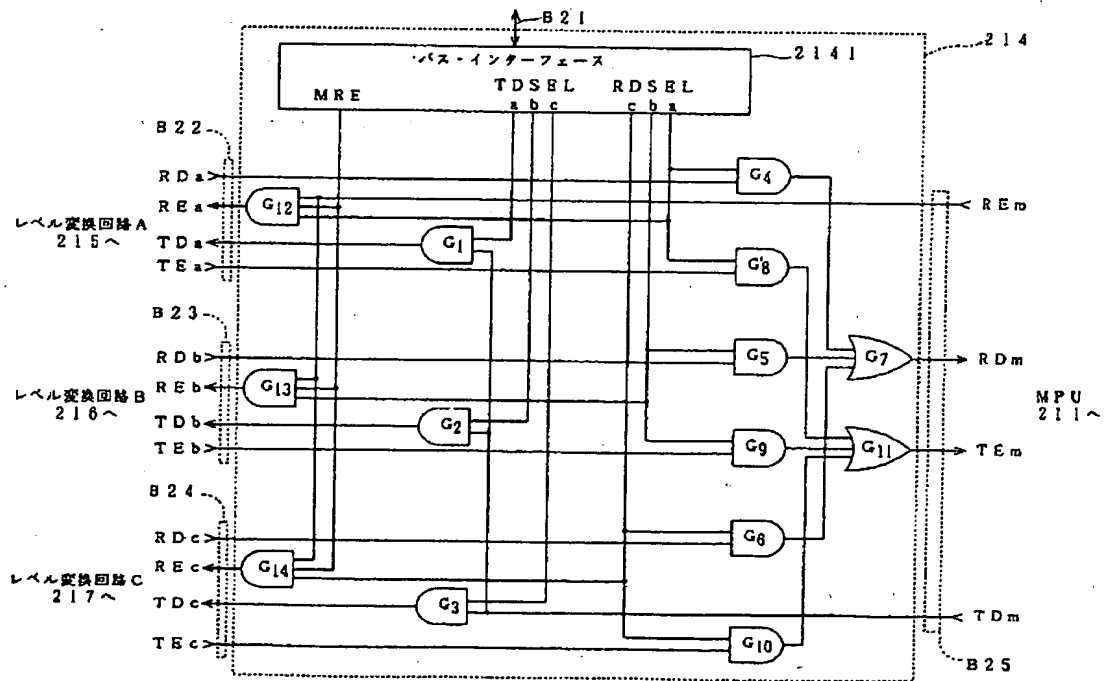 B21
214
バス・インターフェース
2141
MRE
TDSEL
a b c
RDSEL
c b a
B22
RDa
REa
TDa
TEa
レベル変換回路A
215へ
G4
G12
G1
G'8
REm
B23
RDb
REb
TDb
TEb
レベル変換回路B
216へ
G5
G13
G2
G9
G7
RDm
G11
TEm
MPU
211へ
B24
RDc
REc
TDc
TEc
レベル変換回路C
217へ
G6
G14
G3
G10
TDm
B25